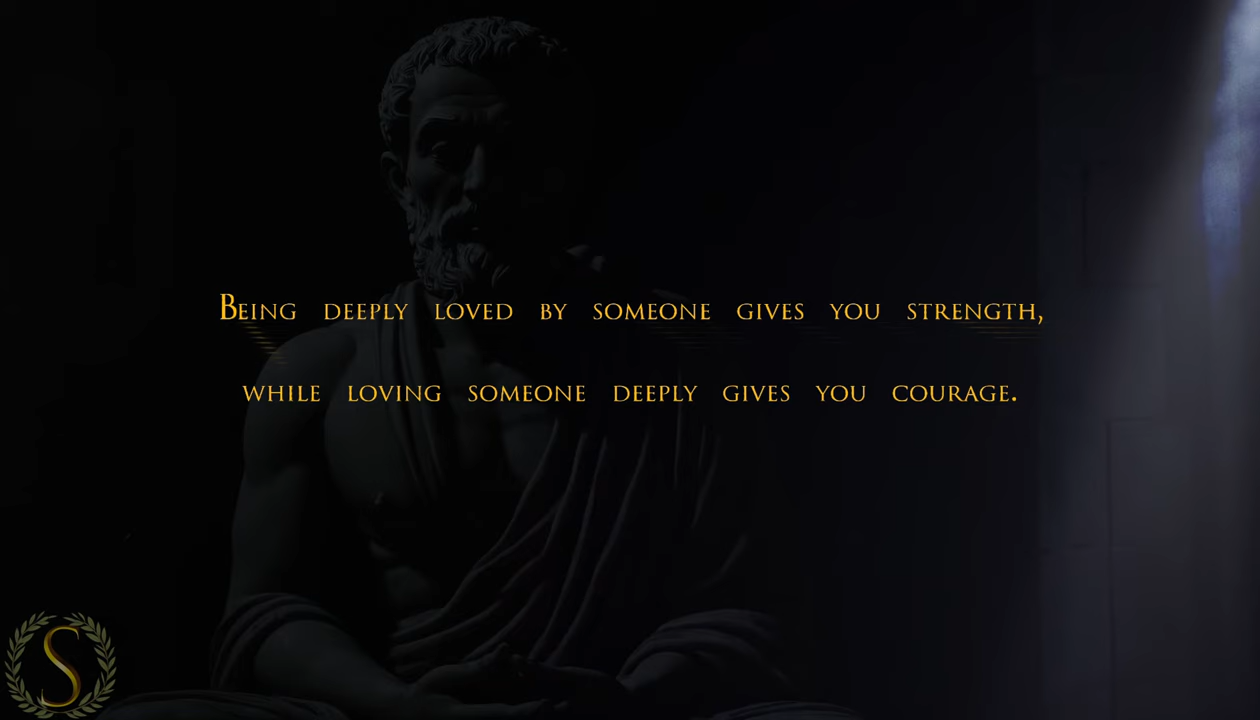 Being deeply loved by someone gives you strength,
while loving someone deeply gives you courage.
S